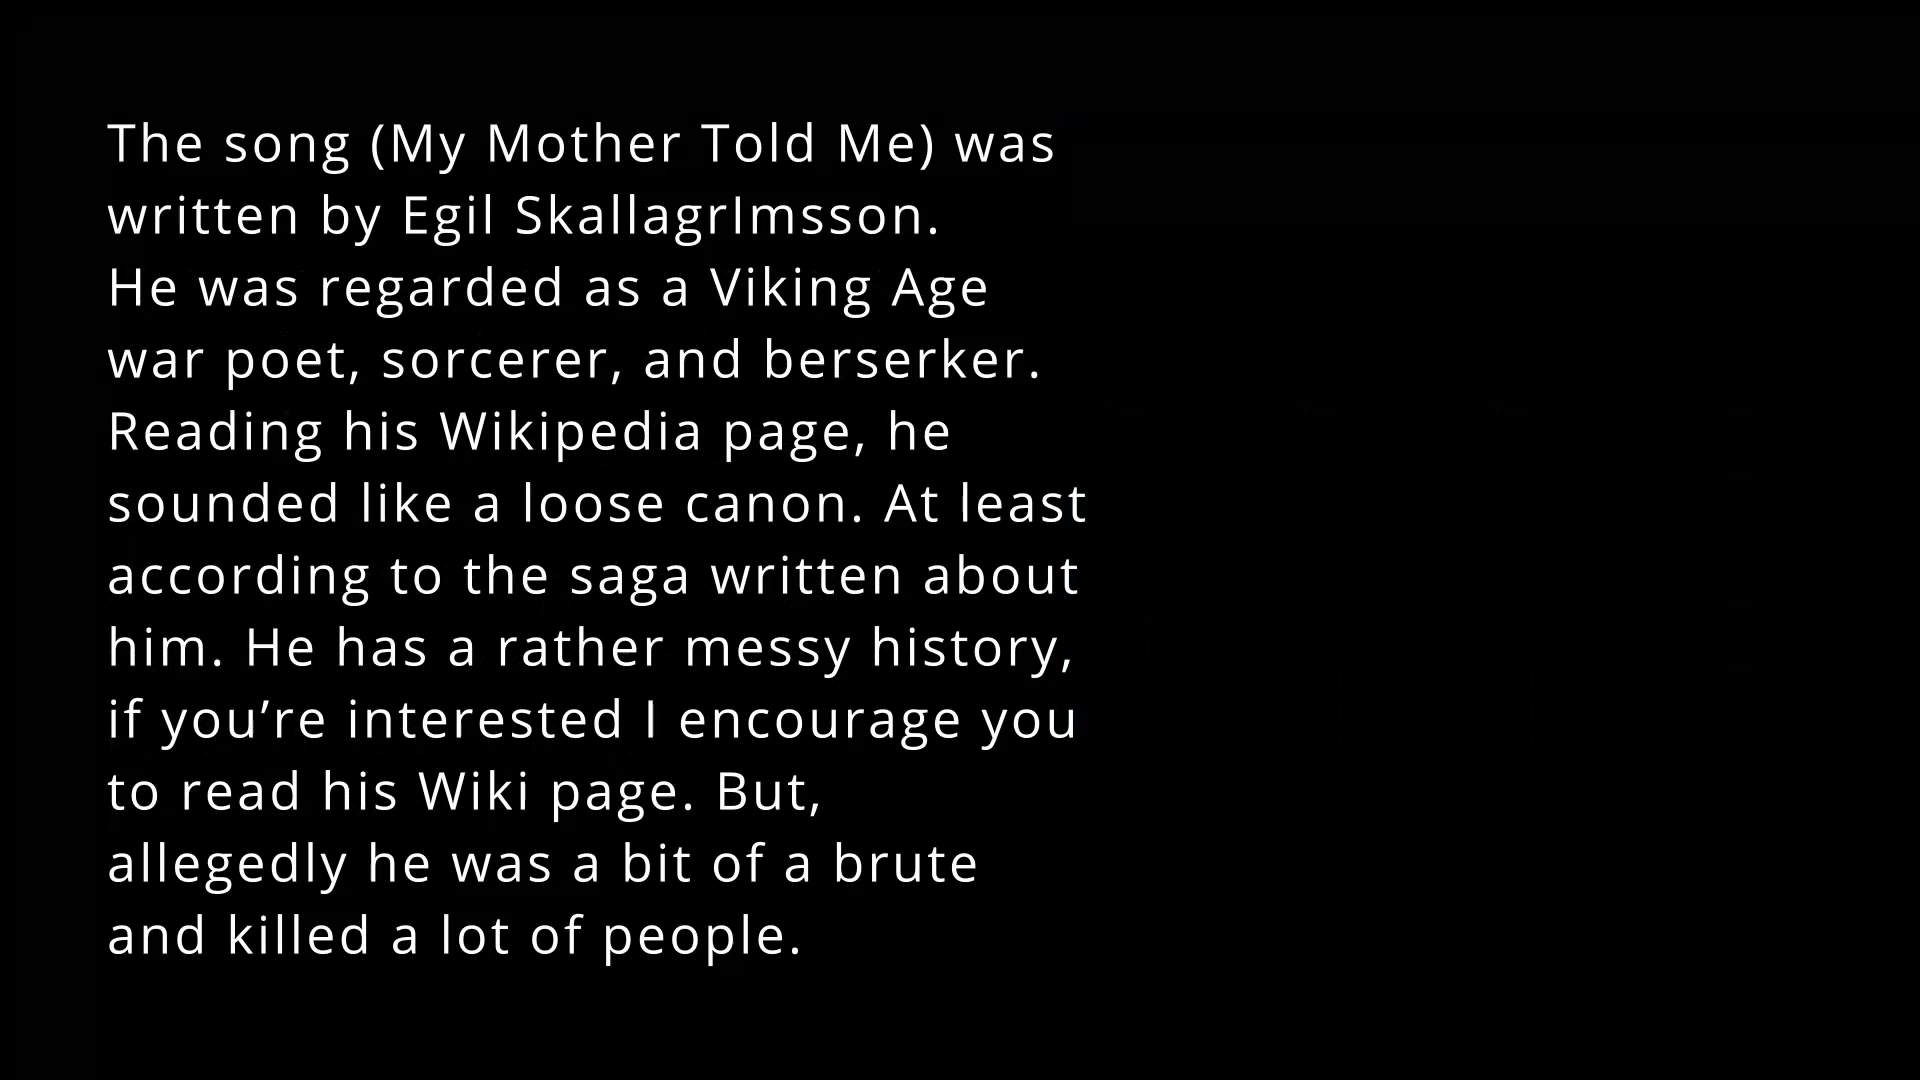 The song (My Mother Told Me) was
written by Egil SkallagrImsson.
He was regarded as a Viking Age
war poet, sorcerer, and berserker.
Reading his Wikipedia page, he
sounded like a loose canon. At least
according to the saga written about
him. He has a rather messy history,
if you’re interested I encourage you
to read his Wiki page. But,
allegedly he was a bit of a brute
and killed a lot of people.